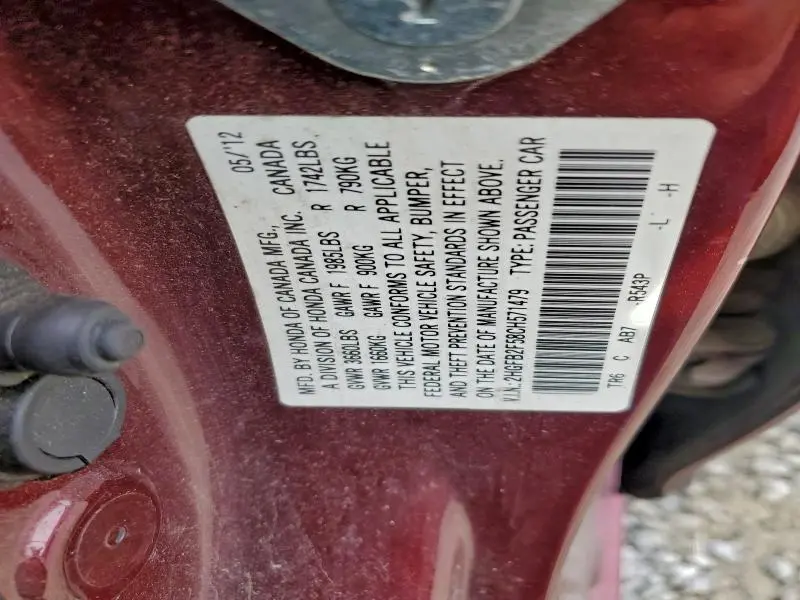 MFD. BY HONDA OF CANADA MFG., 05/'12
A DIVISION OF HONDA CANADA INC. CANADA
GVWR 3660LBS GAWR F 1985LBS R 1742LBS
GVWR 1660KG GAWR F 900KG R 790KG
THIS VEHICLE CONFORMS TO ALL APPLICABLE
FEDERAL MOTOR VEHICLE SAFETY, BUMPER,
AND THEFT PREVENTION STANDARDS IN EFFECT
ON THE DATE OF MANUFACTURE SHOWN ABOVE.
V.I.N.:2HGFB2F58CH571479 TYPE:PASSENGER CAR
TR6 C AB7 R543P -L -H